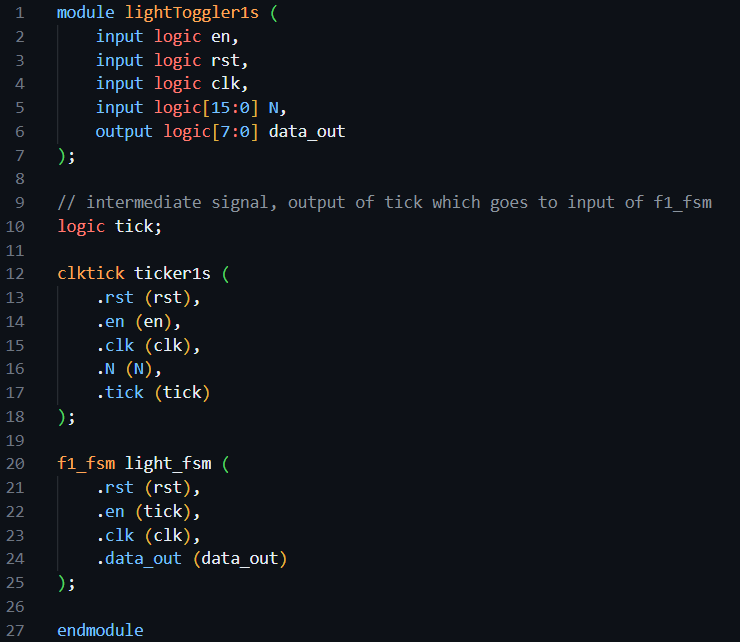 1 module lightToggler1s (
2 input logic en,
3 input logic rst,
4 input logic clk,
5 input logic[15:0] N,
6 output logic[7:0] data_out
7 );
8
9 // intermediate signal, output of tick which goes to input of f1_fsm
10 logic tick;
11
12 clktick ticker1s (
13 .rst (rst),
14 .en (en),
15 .clk (clk),
16 .N (N),
17 .tick (tick)
18 );
19
20 f1_fsm light_fsm (
21 .rst (rst),
22 .en (tick),
23 .clk (clk),
24 .data_out (data_out)
25 );
26
27 endmodule